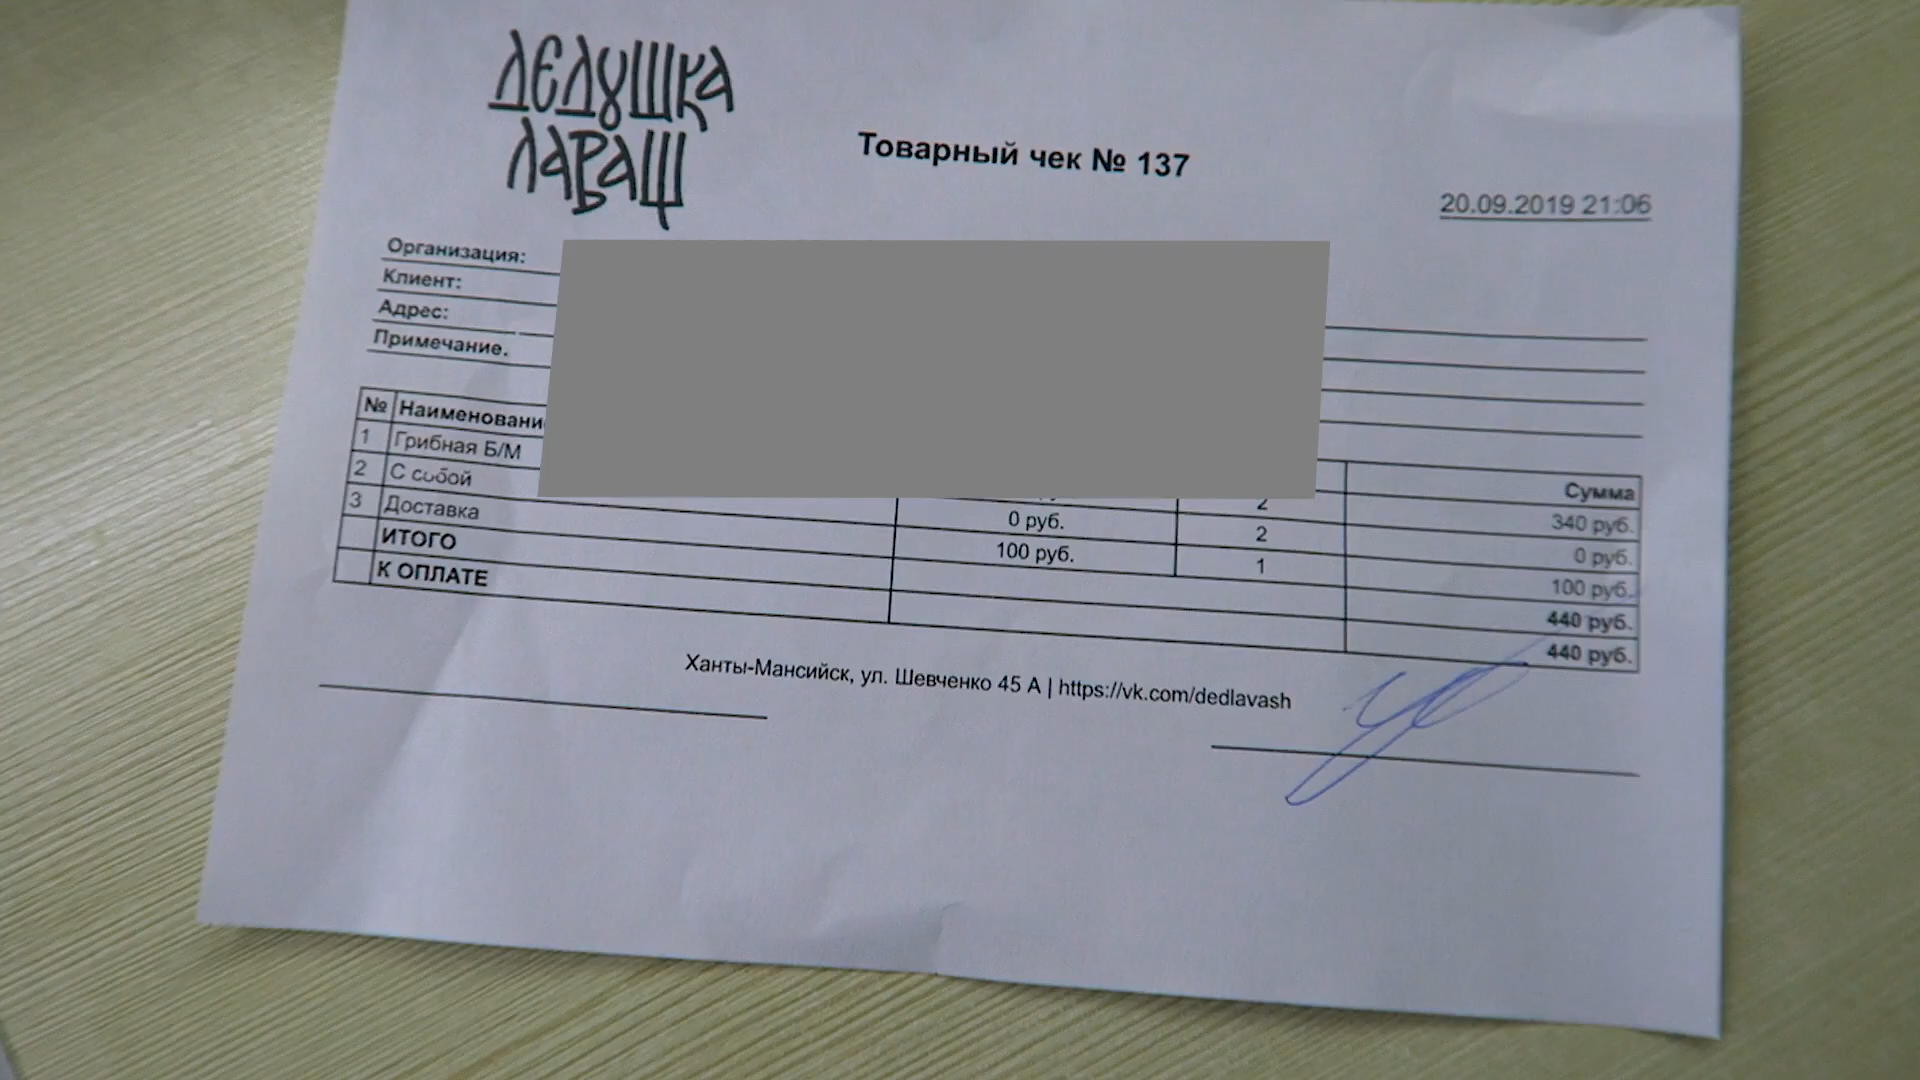 ДЕДУШКА
ЛАВАШ
Товарный чек № 137
20.09.2019 21:06
Организация:
Клиент:
Адрес:
Примечание.
№ Наименовани Сумма
1 Грибная Б/М 2 340 руб.
2 С собой 0 руб. 2 0 руб.
3 Доставка 100 руб. 1 100 руб.
ИТОГО 440 руб.
К ОПЛАТЕ 440 руб.
Ханты-Мансийск, ул. Шевченко 45 А | https://vk.com/dedlavash